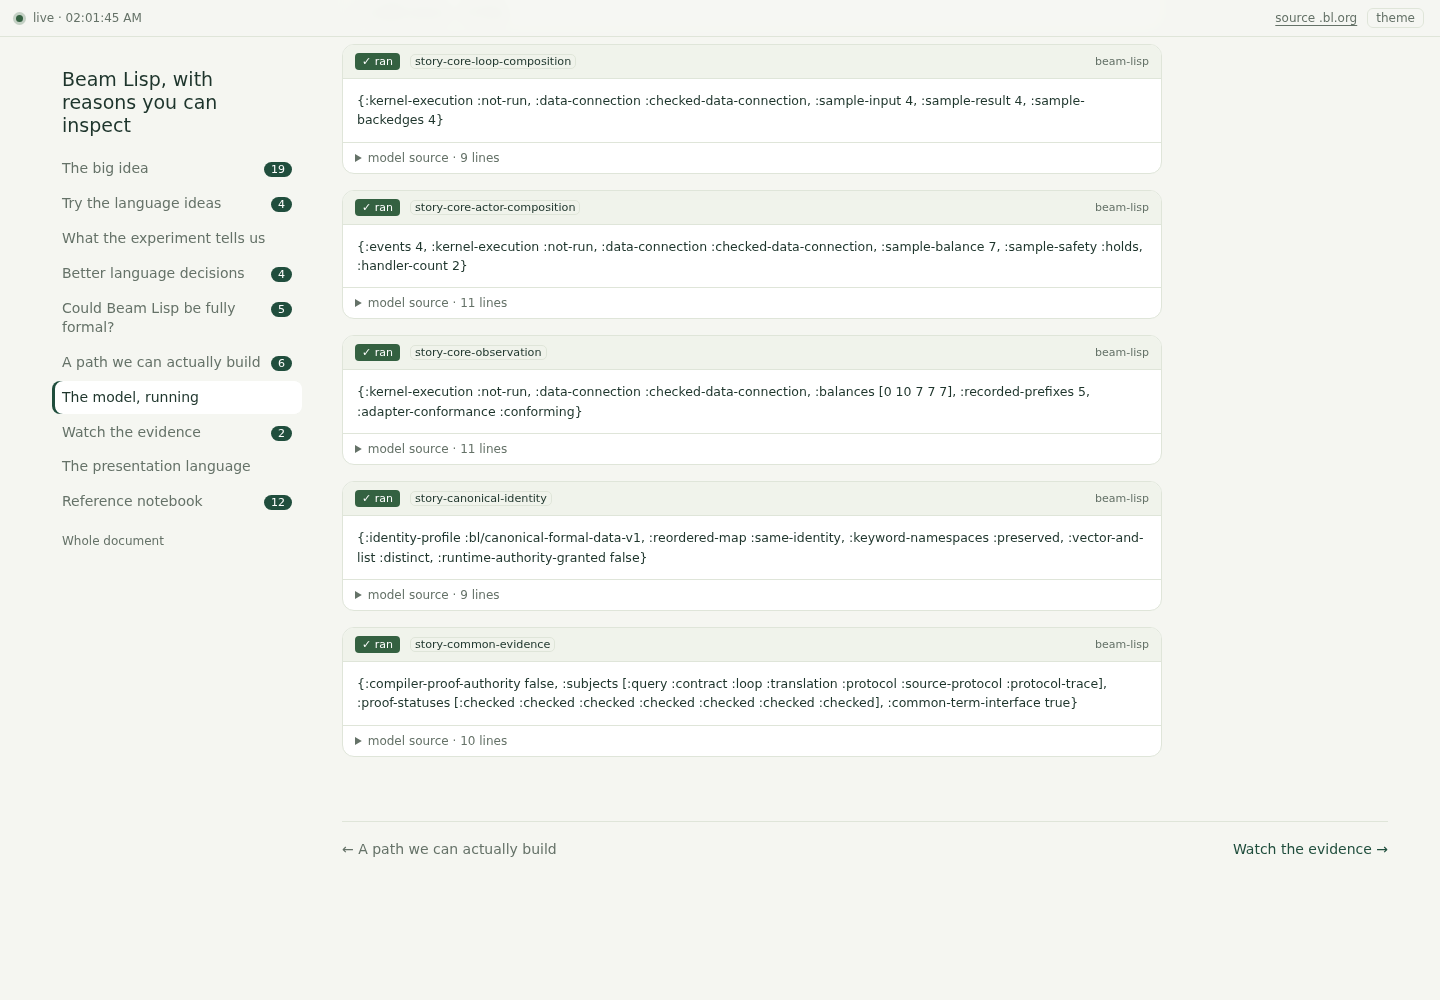 live · 02:01:45 AM
source .bl.org
theme
Beam Lisp, with
reasons you can
inspect
The big idea 19
Try the language ideas 4
What the experiment tells us
Better language decisions 4
Could Beam Lisp be fully 5
formal?
A path we can actually build 6
The model, running
Watch the evidence 2
The presentation language
Reference notebook 12
Whole document
✓ ran story-core-loop-composition beam-lisp
{:kernel-execution :not-run, :data-connection :checked-data-connection, :sample-input 4, :sample-result 4, :sample-
backedges 4}
▶ model source · 9 lines
✓ ran story-core-actor-composition beam-lisp
{:events 4, :kernel-execution :not-run, :data-connection :checked-data-connection, :sample-balance 7, :sample-safety :holds,
:handler-count 2}
▶ model source · 11 lines
✓ ran story-core-observation beam-lisp
{:kernel-execution :not-run, :data-connection :checked-data-connection, :balances [0 10 7 7 7], :recorded-prefixes 5,
:adapter-conformance :conforming}
▶ model source · 11 lines
✓ ran story-canonical-identity beam-lisp
{:identity-profile :bl/canonical-formal-data-v1, :reordered-map :same-identity, :keyword-namespaces :preserved, :vector-and-
list :distinct, :runtime-authority-granted false}
▶ model source · 9 lines
✓ ran story-common-evidence beam-lisp
{:compiler-proof-authority false, :subjects [:query :contract :loop :translation :protocol :source-protocol :protocol-trace],
:proof-statuses [:checked :checked :checked :checked :checked :checked :checked], :common-term-interface true}
▶ model source · 10 lines
← A path we can actually build
Watch the evidence →